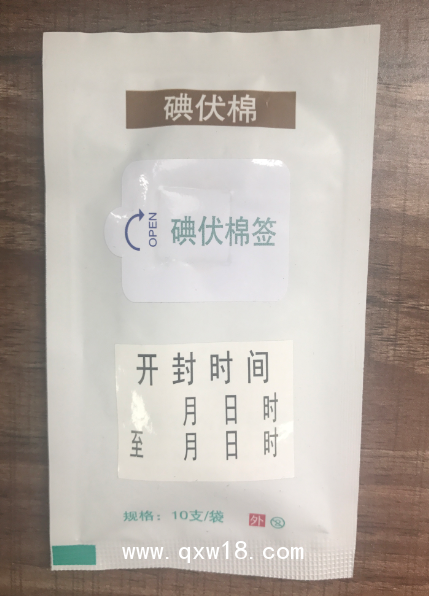 碘伏棉
OPEN
碘伏棉签
开封时间
月日时
至 月日时
规格：10支/袋 外
www.qxw18.com